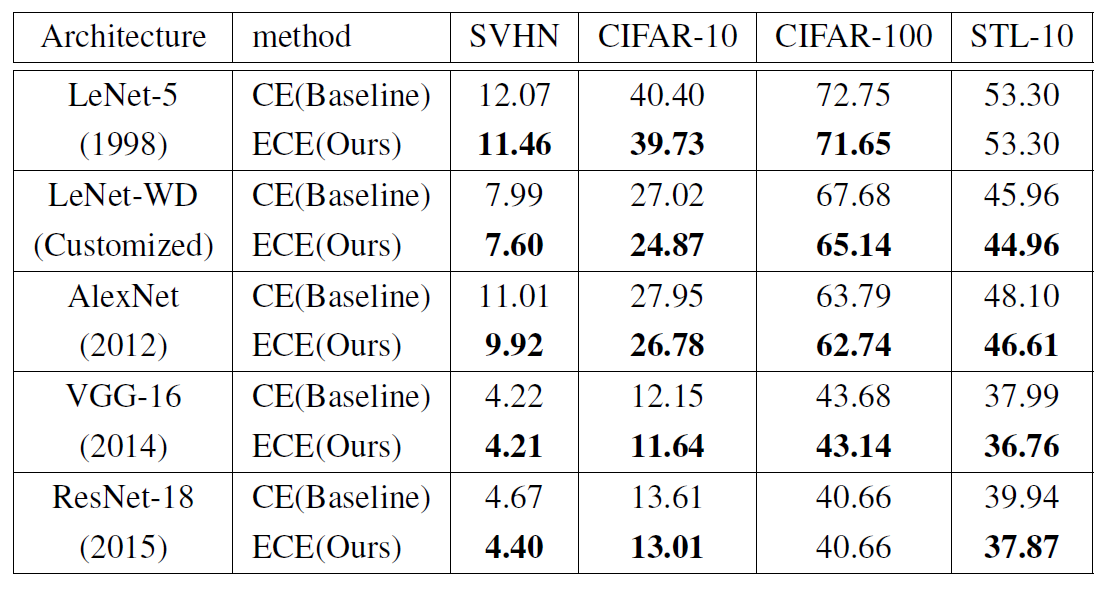 Architecture method SVHN CIFAR-10 CIFAR-100 STL-10
LeNet-5 CE(Baseline) 12.07 40.40 72.75 53.30
(1998) ECE(Ours) 11.46 39.73 71.65 53.30
LeNet-WD CE(Baseline) 7.99 27.02 67.68 45.96
(Customized) ECE(Ours) 7.60 24.87 65.14 44.96
AlexNet CE(Baseline) 11.01 27.95 63.79 48.10
(2012) ECE(Ours) 9.92 26.78 62.74 46.61
VGG-16 CE(Baseline) 4.22 12.15 43.68 37.99
(2014) ECE(Ours) 4.21 11.64 43.14 36.76
ResNet-18 CE(Baseline) 4.67 13.61 40.66 39.94
(2015) ECE(Ours) 4.40 13.01 40.66 37.87